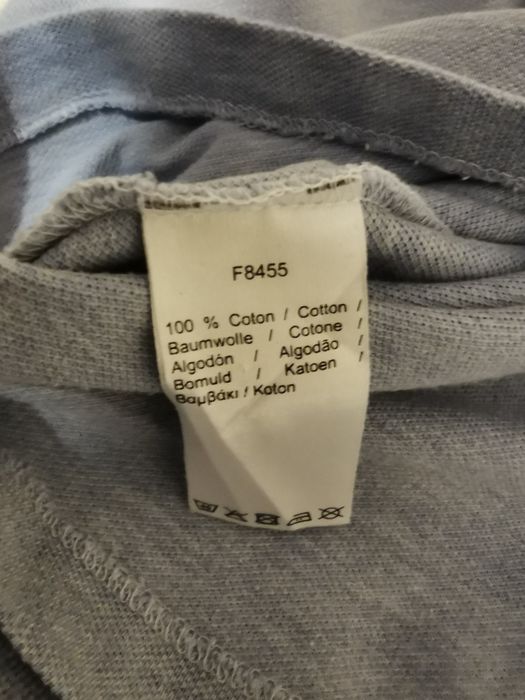 F8455
100 % Coton / Cotton /
Baumwolle / Cotone /
Algodón / Algodão /
Bomuld / Katoen /
Βαμβάκι / Koton